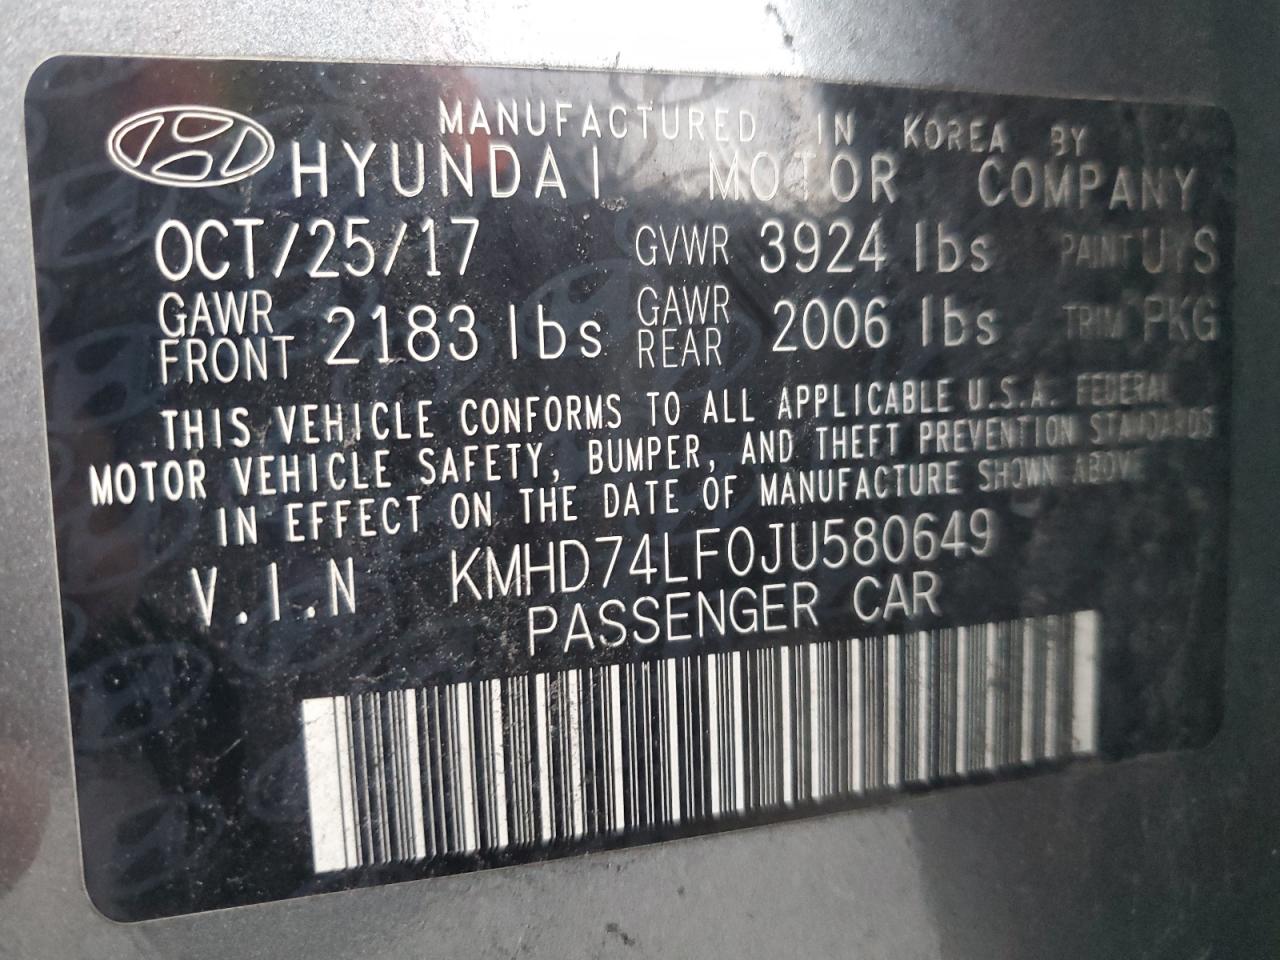 MANUFACTURED IN KOREA BY
HYUNDAI MOTOR COMPANY
OCT/25/17 GVWR 3924 lbs PAINT UYS
GAWR FRONT 2183 lbs GAWR REAR 2006 lbs TRIM PKG
THIS VEHICLE CONFORMS TO ALL APPLICABLE U.S.A. FEDERAL
MOTOR VEHICLE SAFETY, BUMPER, AND THEFT PREVENTION STANDARDS
IN EFFECT ON THE DATE OF MANUFACTURE SHOWN ABOVE
V.I.N KMHD74LF0JU580649
PASSENGER CAR